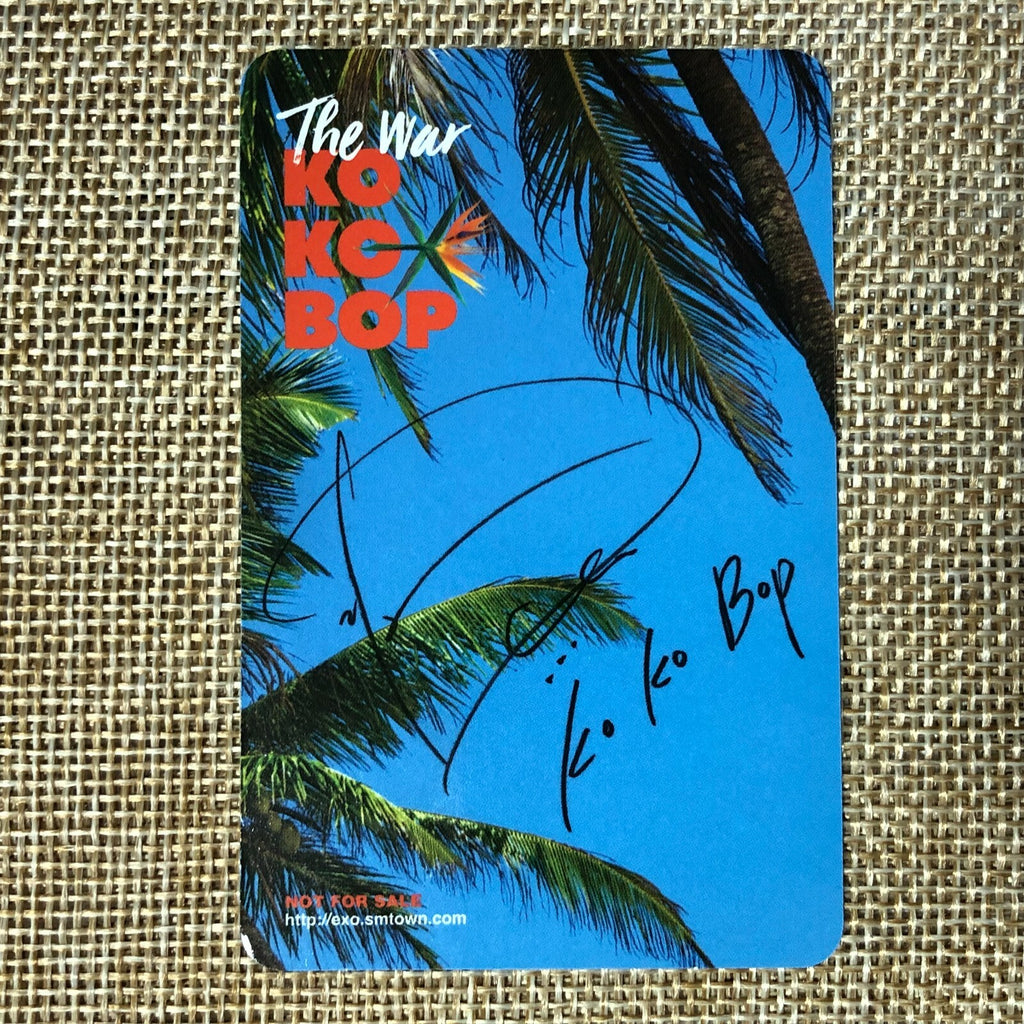 The War
KO
KO
BOP
Ko Ko Bop
NOT FOR SALE
http://exo.smtown.com